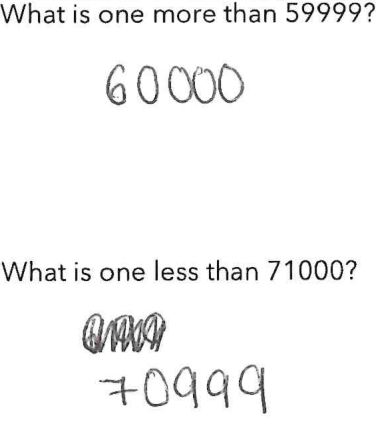 What is one more than 59999?
60000
What is one less than 71000?
70999